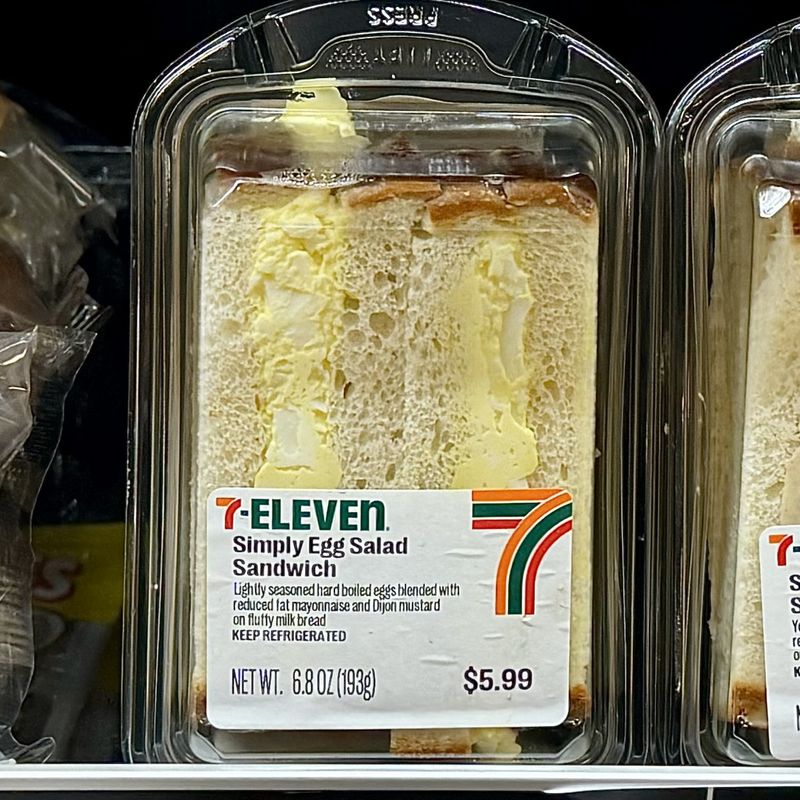 PRESS
7-ELEVEN.
Simply Egg Salad
Sandwich
Lightly seasoned hard boiled eggs blended with
reduced fat mayonnaise and Dijon mustard
on fluffy milk bread
KEEP REFRIGERATED
NET WT. 6.8 OZ (193g)
$5.99